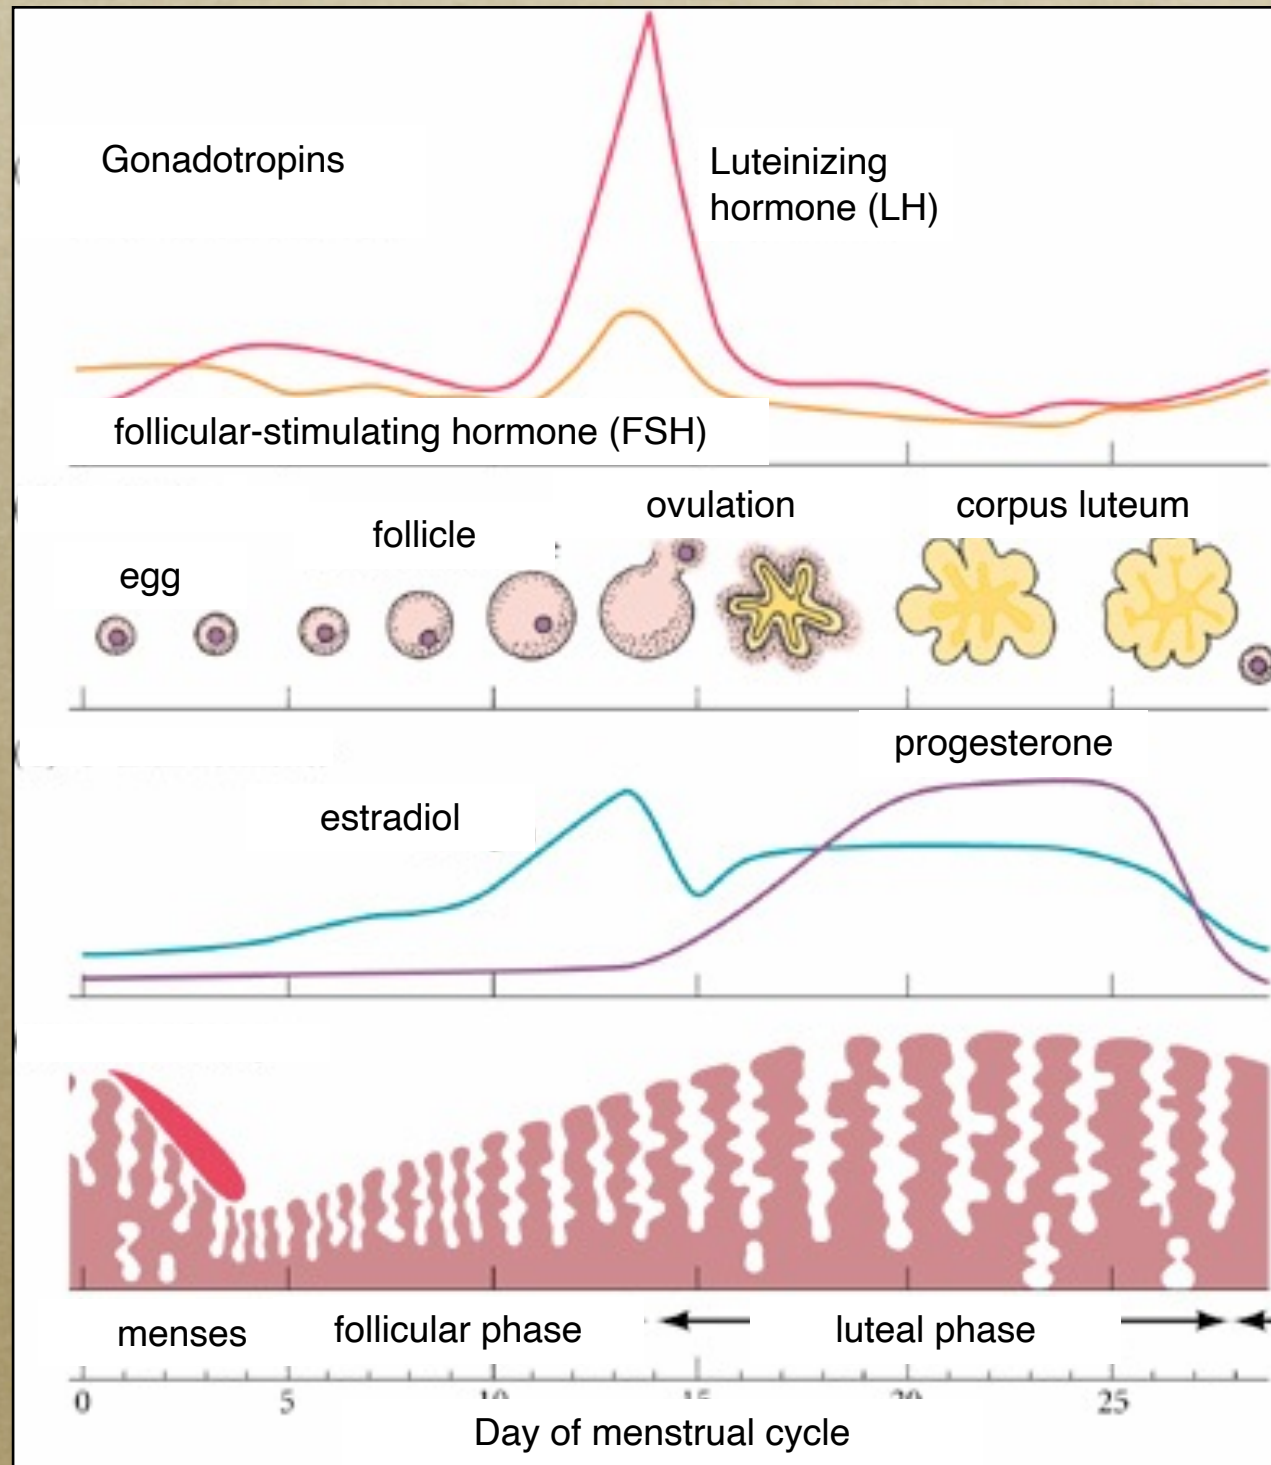 Gonadotropins
Luteinizing
hormone (LH)
follicular-stimulating hormone (FSH)
ovulation
corpus luteum
follicle
egg
progesterone
estradiol
menses
follicular phase
luteal phase
0 5 25
Day of menstrual cycle